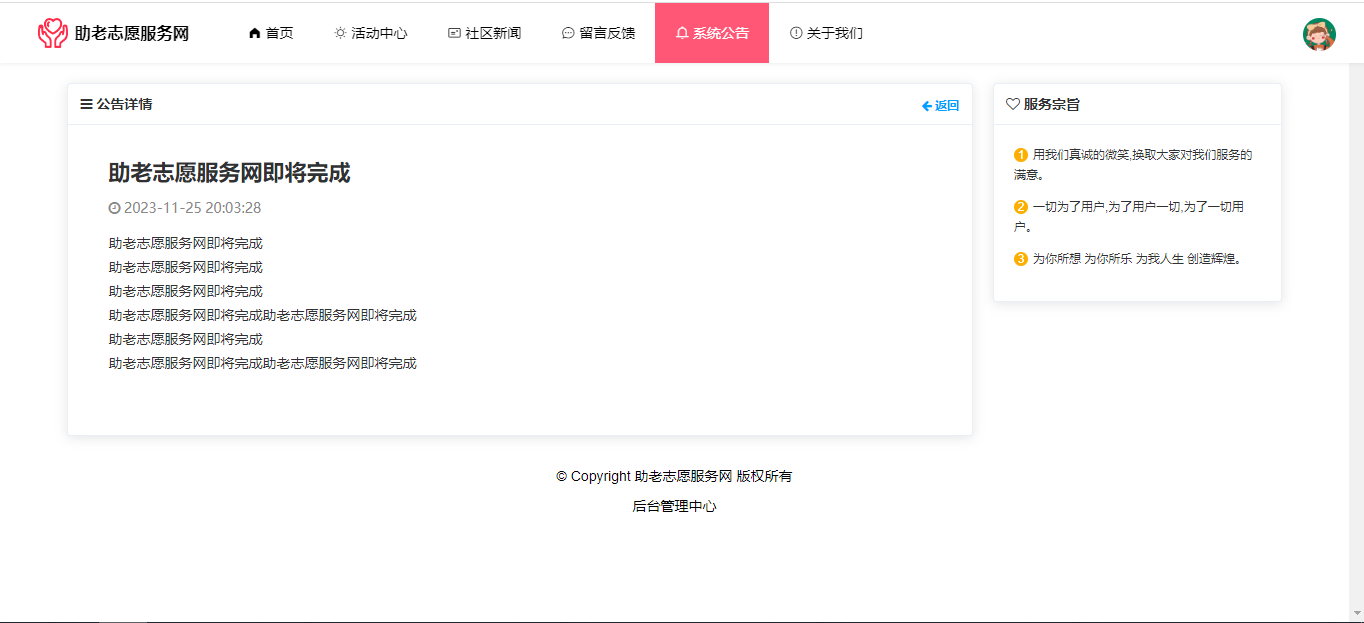 助老志愿服务网 首页 活动中心 社区新闻 留言反馈 系统公告 关于我们
公告详情 返回
助老志愿服务网即将完成
2023-11-25 20:03:28
助老志愿服务网即将完成
助老志愿服务网即将完成
助老志愿服务网即将完成
助老志愿服务网即将完成助老志愿服务网即将完成
助老志愿服务网即将完成
助老志愿服务网即将完成助老志愿服务网即将完成
服务宗旨
1 用我们真诚的微笑,换取大家对我们服务的
满意。
2 一切为了用户,为了用户一切,为了一切用
户。
3 为你所想 为你所乐 为我人生 创造辉煌。
© Copyright 助老志愿服务网 版权所有
后台管理中心